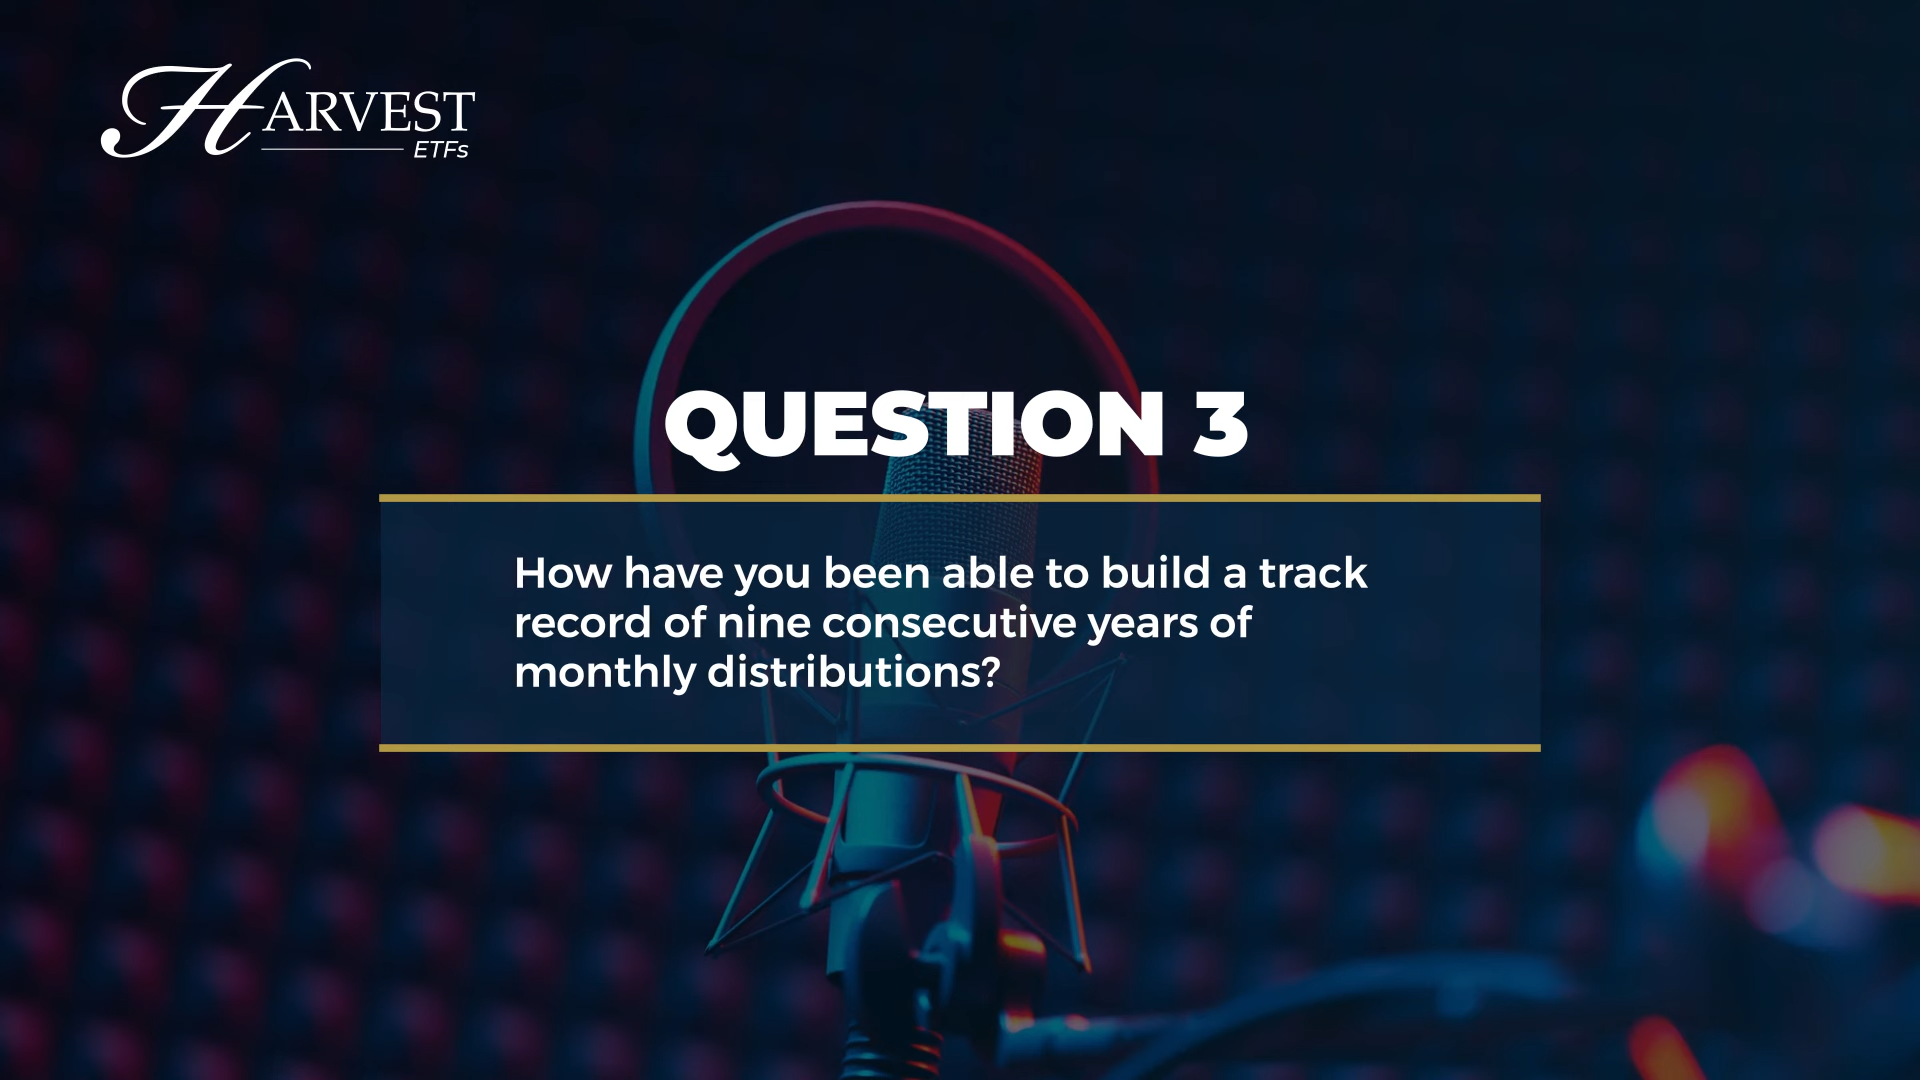 HARVEST
ETFs
QUESTION 3
How have you been able to build a track
record of nine consecutive years of
monthly distributions?